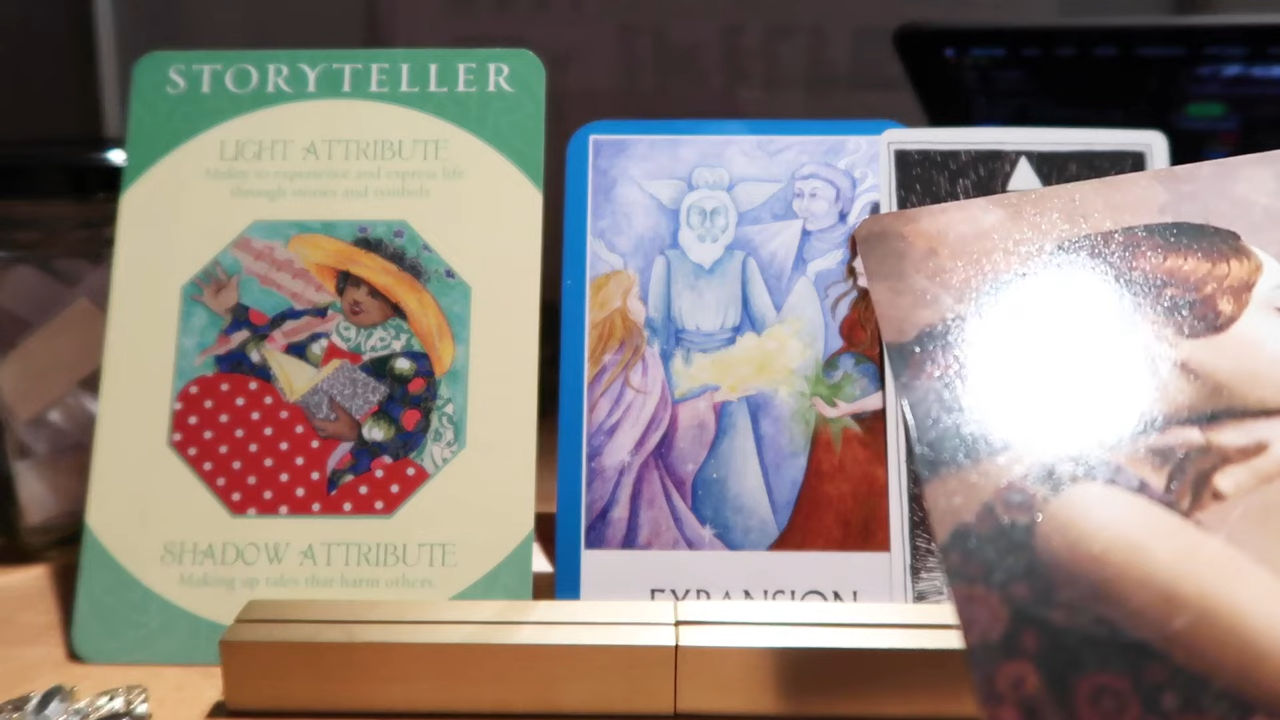 STORYTELLER
LIGHT ATTRIBUTE
Ability to experience and express life
through stories and symbols
SHADOW ATTRIBUTE
Making up tales that harm others.
EXPANSION